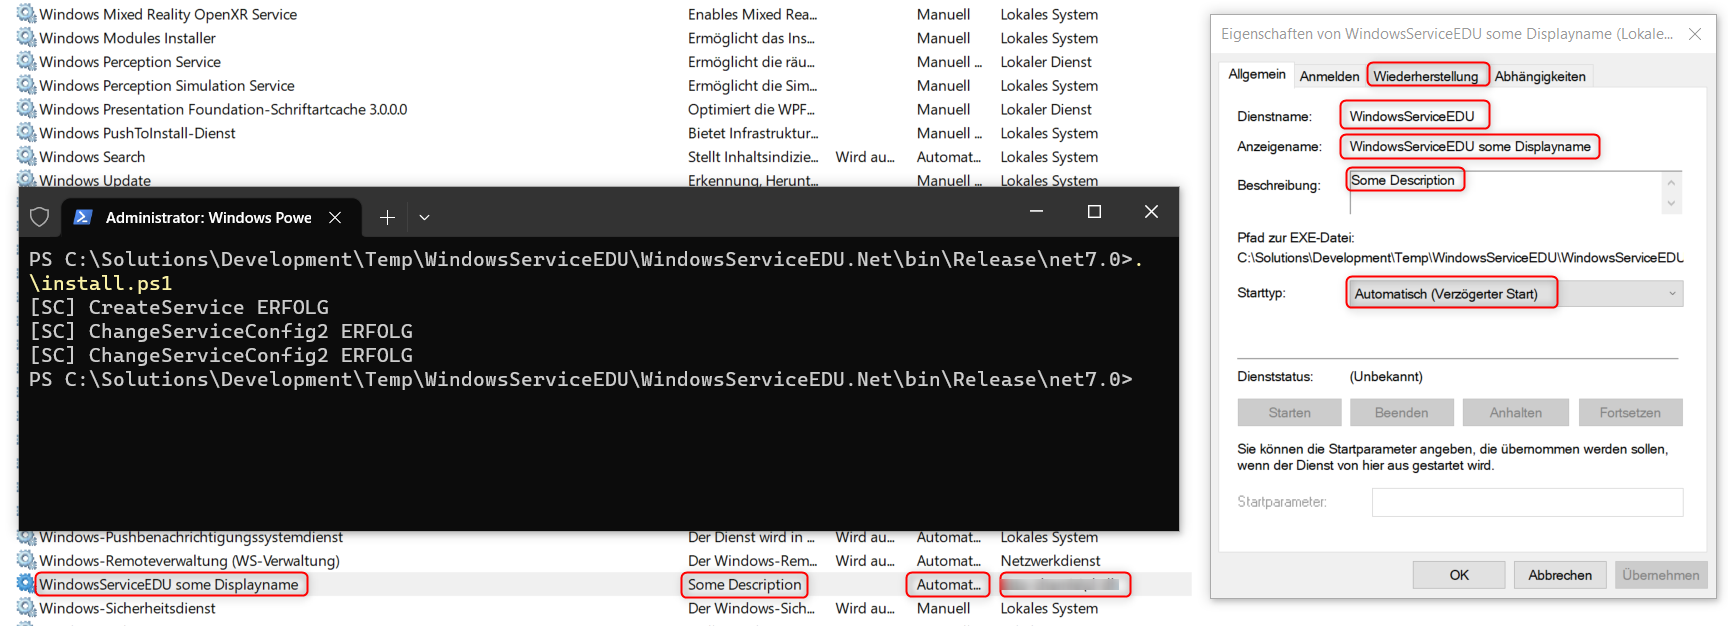 Windows Mixed Reality OpenXR Service Enables Mixed Rea... Manuell Lokales System
Windows Modules Installer Ermöglicht das Ins... Manuell Lokales System
Windows Perception Service Ermöglicht die räu... Manuell ... Lokaler Dienst
Windows Perception Simulation Service Ermöglicht die Sim... Manuell Lokales System
Windows Presentation Foundation-Schriftartcache 3.0.0.0 Optimiert die WPF... Manuell Lokaler Dienst
Windows PushToInstall-Dienst Bietet Infrastruktur... Manuell ... Lokales System
Windows Search Stellt Inhaltsindizie... Wird au... Automat... Lokales System
Windows Update Erkennung, Herunt... Manuell ... Lokales System
Administrator: Windows Powe
PS C:\Solutions\Development\Temp\WindowsServiceEDU\WindowsServiceEDU.Net\bin\Release\net7.0>.
\install.ps1
[SC] CreateService ERFOLG
[SC] ChangeServiceConfig2 ERFOLG
[SC] ChangeServiceConfig2 ERFOLG
PS C:\Solutions\Development\Temp\WindowsServiceEDU\WindowsServiceEDU.Net\bin\Release\net7.0>
Windows-Pushbenachrichtigungssystemdienst Der Dienst wird in ... Wird au... Automat... Lokales System
Windows-Remoteverwaltung (WS-Verwaltung) Der Windows-Rem... Wird au... Automat... Netzwerkdienst
WindowsServiceEDU some Displayname Some Description Automat...
Windows-Sicherheitsdienst Der Windows-Sich... Wird au... Manuell Lokales System
Eigenschaften von WindowsServiceEDU some Displayname (Lokale...
Allgemein Anmelden Wiederherstellung Abhängigkeiten
Dienstname: WindowsServiceEDU
Anzeigename: WindowsServiceEDU some Displayname
Beschreibung: Some Description
Pfad zur EXE-Datei:
C:\Solutions\Development\Temp\WindowsServiceEDU\WindowsServiceEDU
Starttyp: Automatisch (Verzögerter Start)
Dienststatus: (Unbekannt)
Starten Beenden Anhalten Fortsetzen
Sie können die Startparameter angeben, die übernommen werden sollen,
wenn der Dienst von hier aus gestartet wird.
Startparameter:
OK Abbrechen Übernehmen